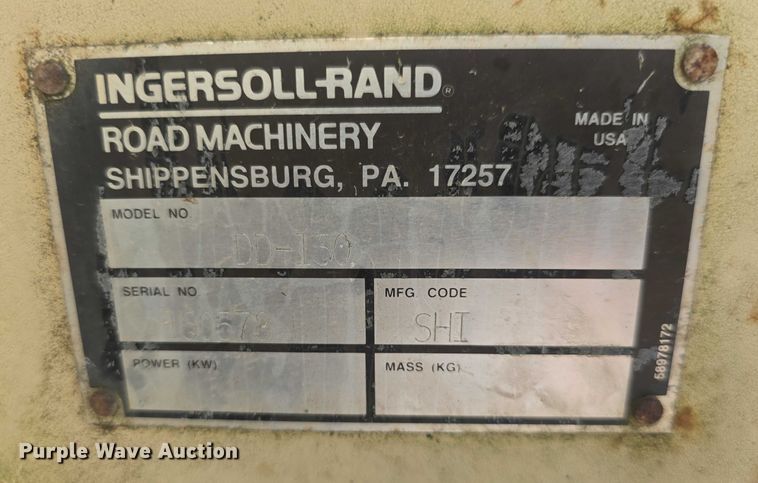 INGERSOLL-RAND®
ROAD MACHINERY
SHIPPENSBURG, PA. 17257
MADE IN
USA
MODEL NO.
DD-130
SERIAL NO.
MFG. CODE
SHI
POWER (KW)
MASS (KG)
58978172
Purple Wave Auction